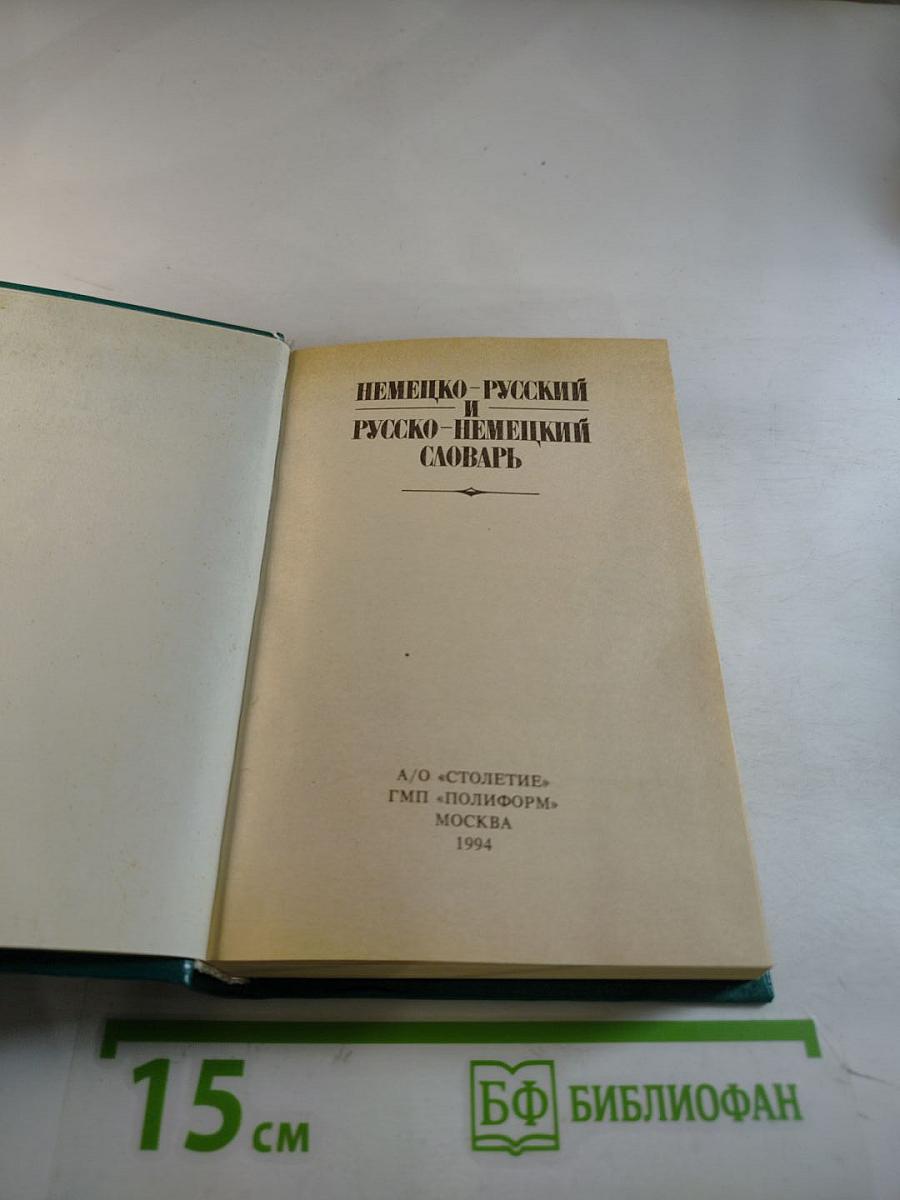 НЕМЕЦКО–РУССКИЙ
И
РУССКО–НЕМЕЦКИЙ
СЛОВАРЬ
А/О «СТОЛЕТИЕ»
ГМП «ПОЛИФОРМ»
МОСКВА
1994
15 см
БФ БИБЛИОФАН